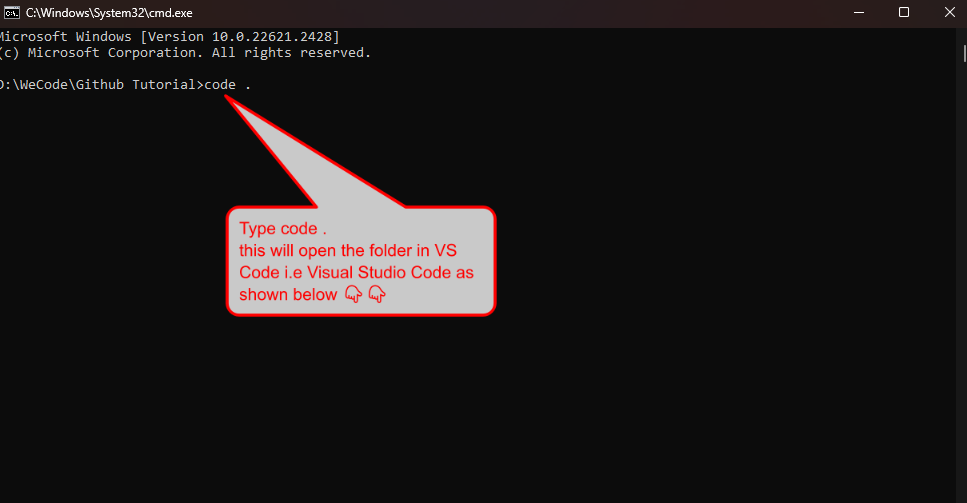 C:\Windows\System32\cmd.exe
Microsoft Windows [Version 10.0.22621.2428]
(c) Microsoft Corporation. All rights reserved.
D:\WeCode\Github Tutorial>code .
Type code .
this will open the folder in VS
Code i.e Visual Studio Code as
shown below 👇👇